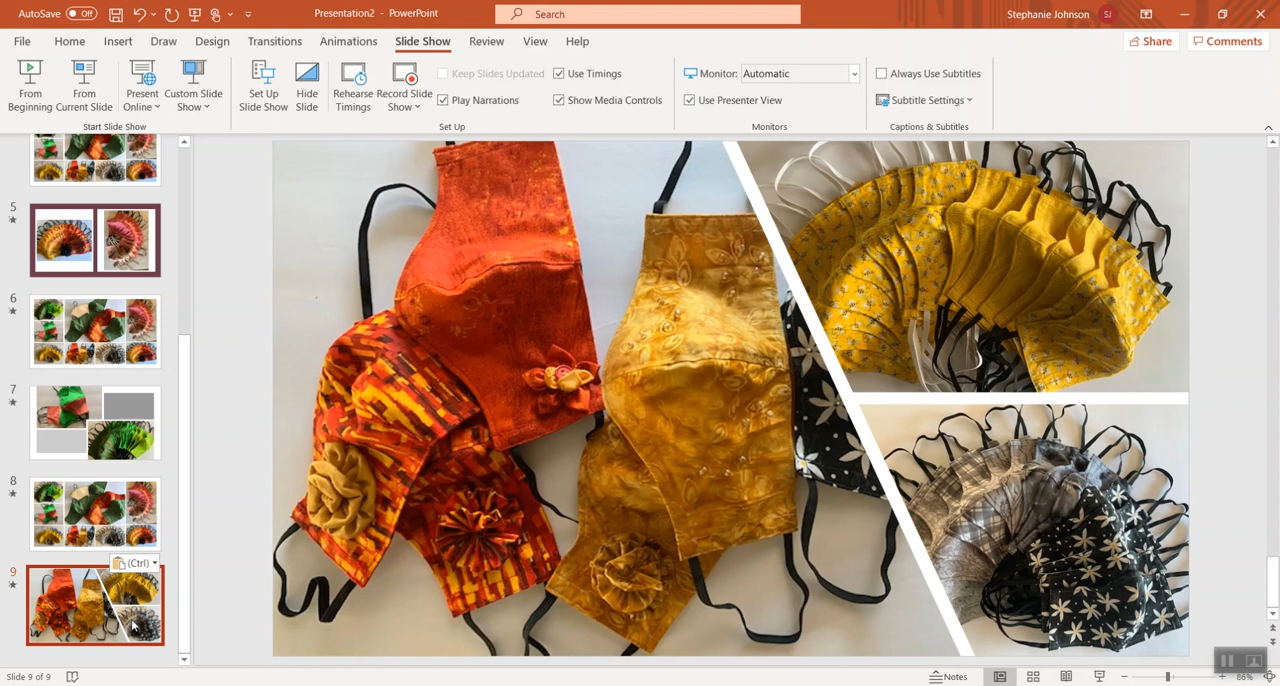 AutoSave Off Presentation2 - PowerPoint Search Stephanie Johnson SJ
File Home Insert Draw Design Transitions Animations Slide Show Review View Help Share Comments
From Beginning
From Current Slide
Present Online
Custom Slide Show
Start Slide Show
Set Up Slide Show
Hide Slide
Rehearse Timings
Record Slide Show
Keep Slides Updated
Play Narrations
Use Timings
Show Media Controls
Set Up
Monitor: Automatic
Use Presenter View
Monitors
Always Use Subtitles
Subtitle Settings
Captions & Subtitles
5
6
7
8
(Ctrl)
9
Slide 9 of 9 Notes 86%